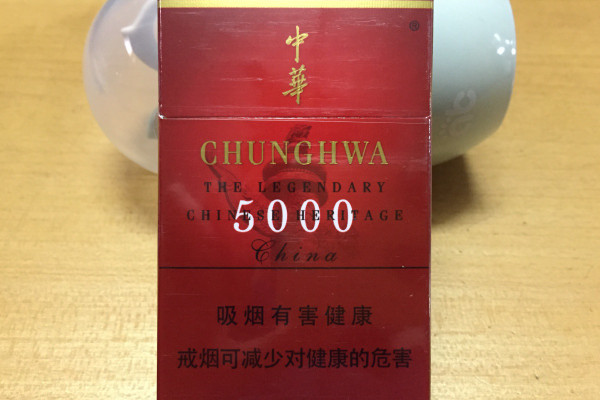 中華
®
CHUNGHWA
THE LEGENDARY
CHINESE HERITAGE
5000
China
吸烟有害健康
戒烟可减少对健康的危害